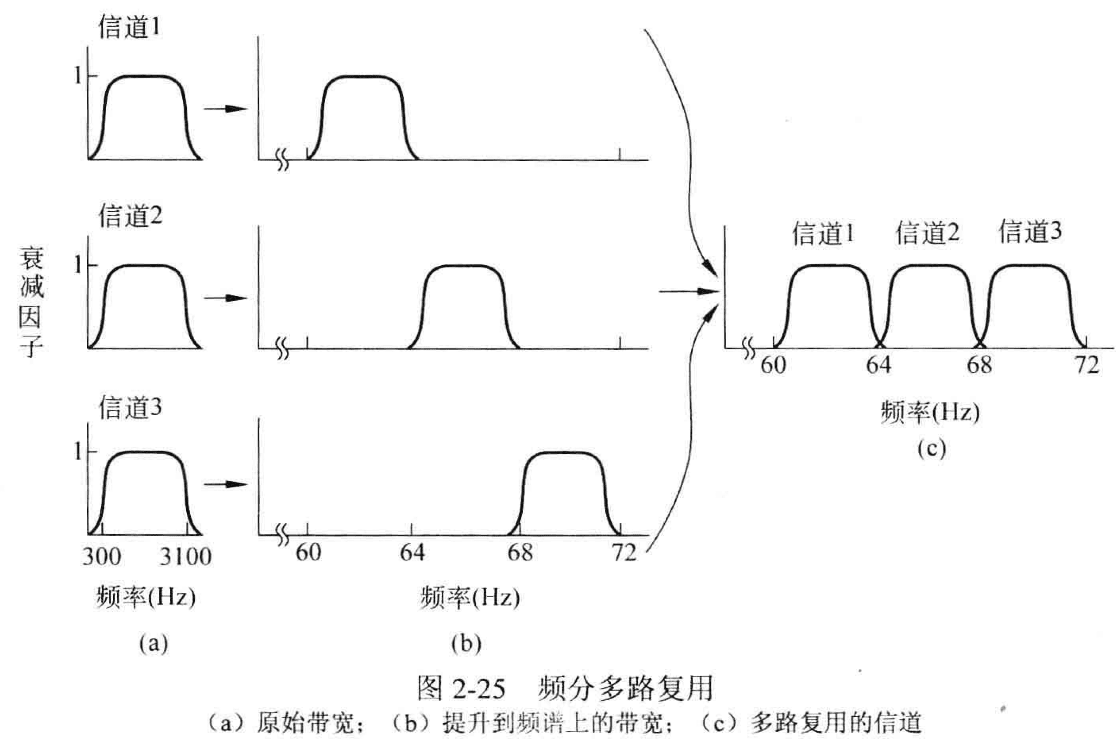 信道1
1
信道2
1
信道3
1
衰减因子
300 3100
频率(Hz)
(a)
60 64 68 72
频率(Hz)
(b)
信道1 信道2 信道3
60 64 68 72
频率(Hz)
(c)
图 2-25 频分多路复用
（a）原始带宽；（b）提升到频谱上的带宽；（c）多路复用的信道